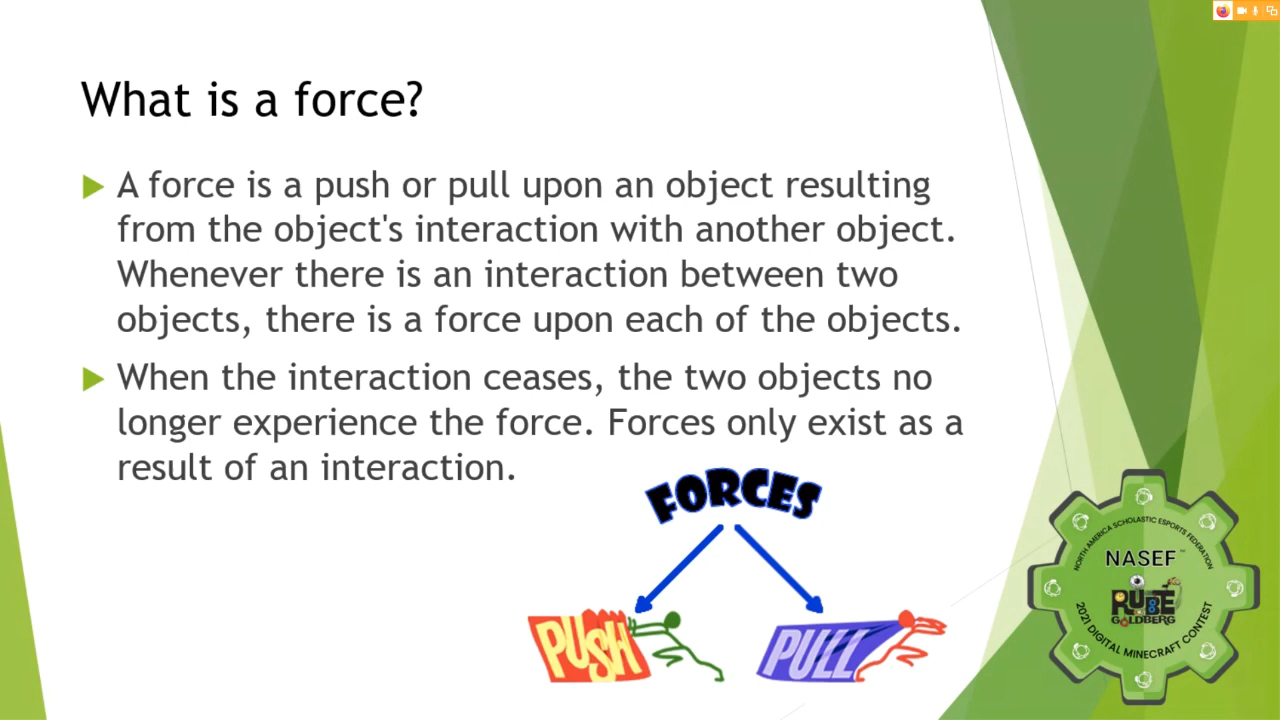 What is a force?
A force is a push or pull upon an object resulting
from the object's interaction with another object.
Whenever there is an interaction between two
objects, there is a force upon each of the objects.
When the interaction ceases, the two objects no
longer experience the force. Forces only exist as a
result of an interaction.
FORCES
PUSH
PULL
NORTH AMERICA SCHOLASTIC ESPORTS FEDERATION
NASEF™
RUBE
GOLDBERG
2021 DIGITAL MINECRAFT CONTEST